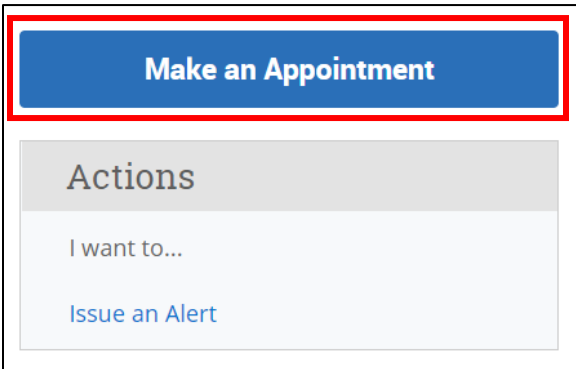 Make an Appointment
Actions
I want to...
Issue an Alert